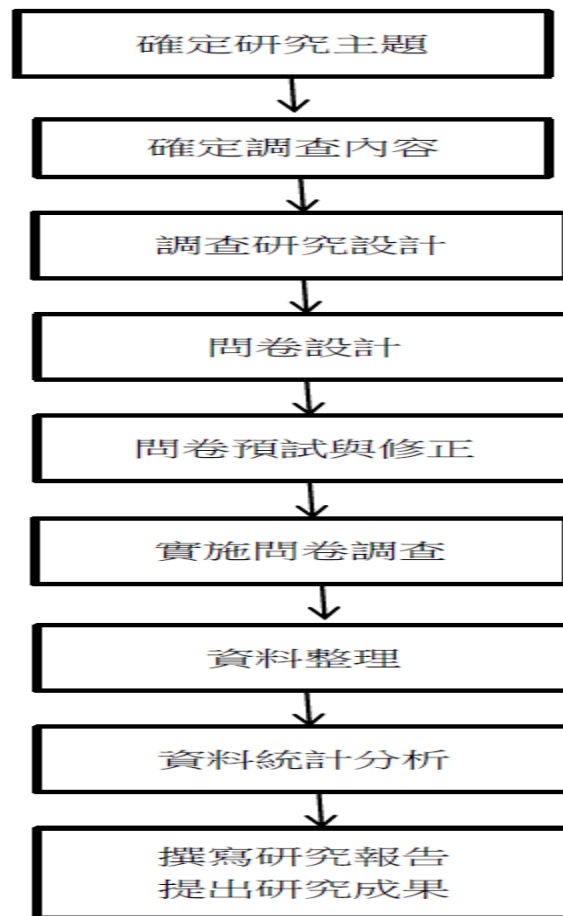 確定研究主題
確定調查內容
調查研究設計
問卷設計
問卷預試與修正
實施問卷調查
資料整理
資料統計分析
撰寫研究報告
提出研究成果